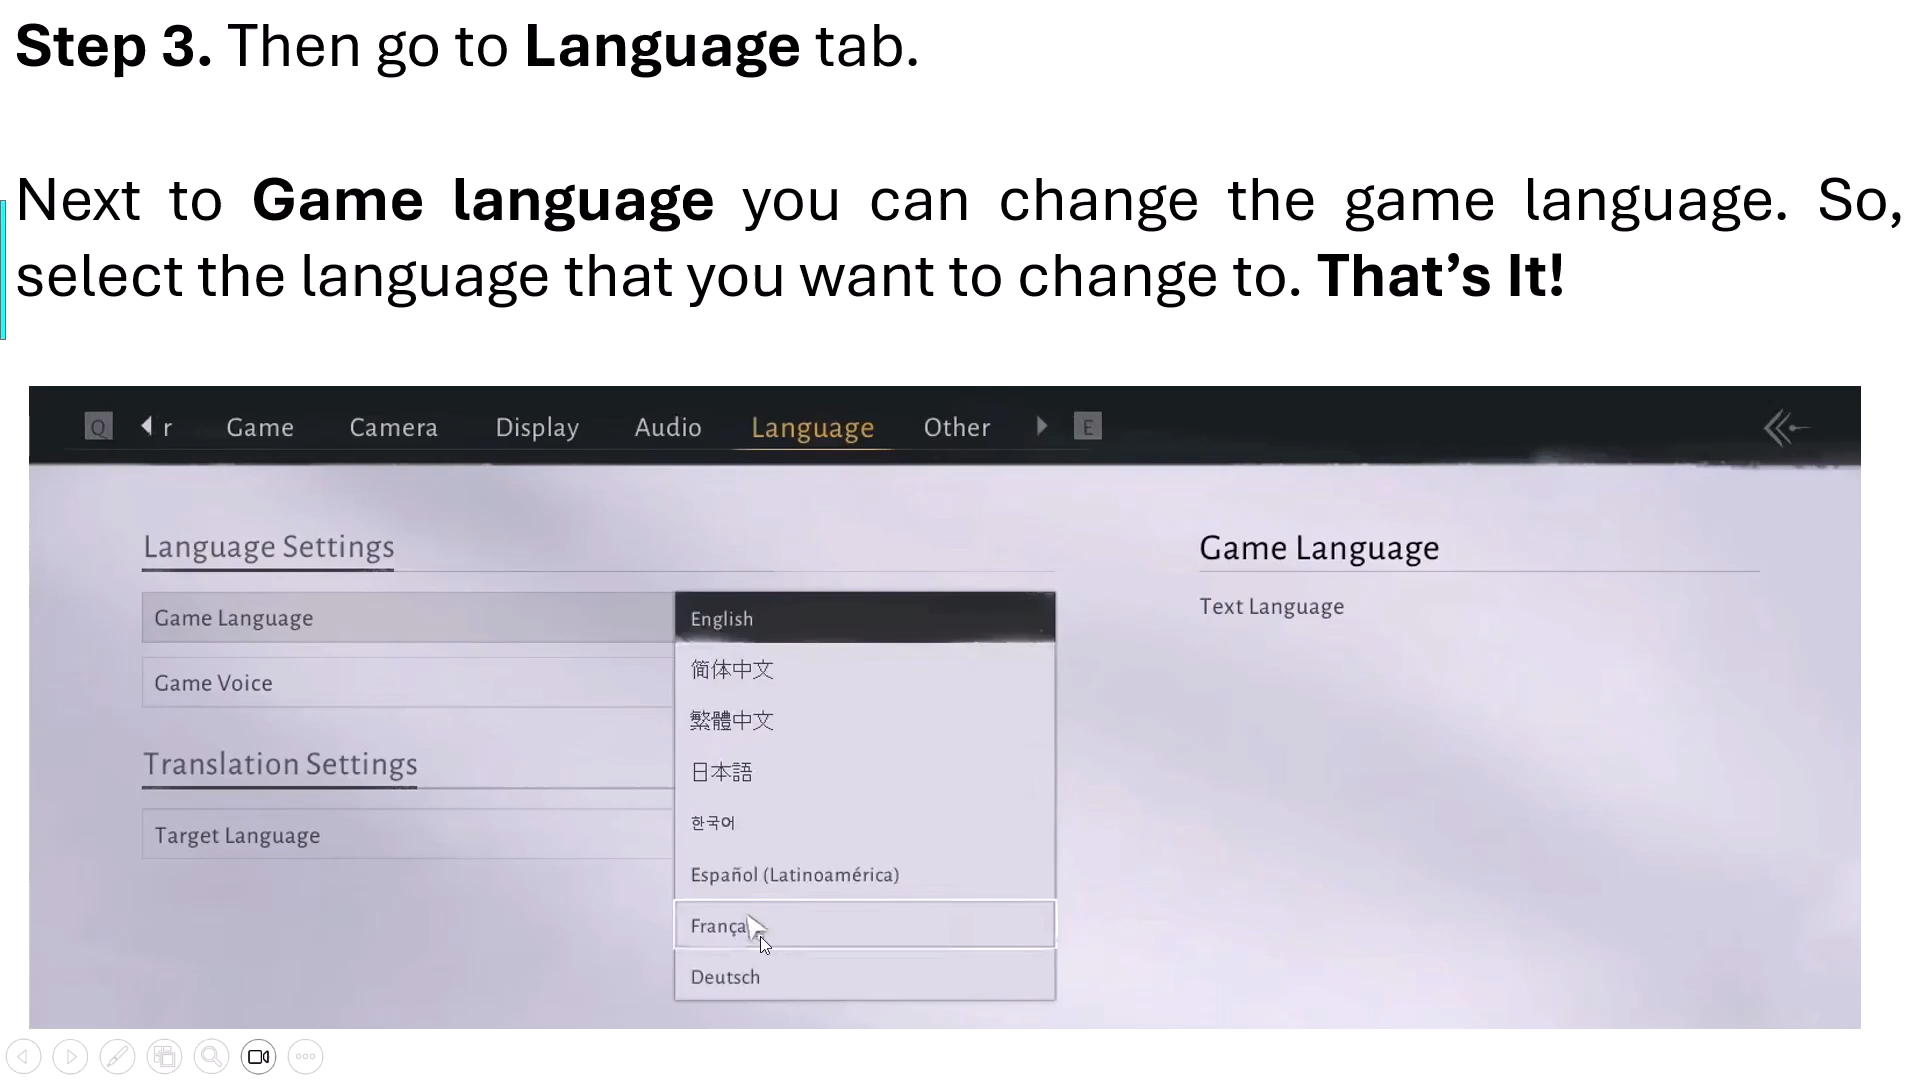 Step 3. Then go to Language tab.
Next to Game language you can change the game language. So,
select the language that you want to change to. That’s It!
Q r Game Camera Display Audio Language Other E
Language Settings
Game Language
Game Language English
Text Language
简体中文
Game Voice
繁體中文
Translation Settings
日本語
한국어
Target Language
Español (Latinoamérica)
Deutsch